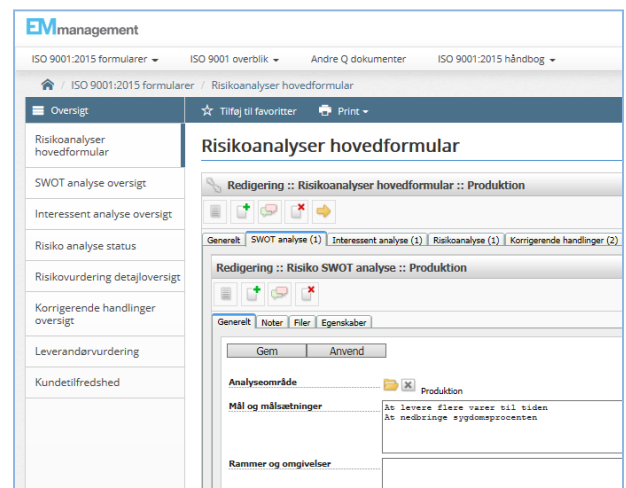 EMmanagement
ISO 9001:2015 formularer ISO 9001 overblik Andre Q dokumenter ISO 9001:2015 håndbog
/ ISO 9001:2015 formularer / Risikoanalyser hovedformular
Oversigt
Tilføj til favoritter Print
Risikoanalyser
hovedformular
SWOT analyse oversigt
Interessent analyse oversigt
Risiko analyse status
Risikovurdering detajloversigt
Korrigerende handlinger
oversigt
Leverandørvurdering
Kundetilfredshed
Risikoanalyser hovedformular
Redigering :: Risikoanalyser hovedformular :: Produktion
Generelt SWOT analyse (1) Interessent analyse (1) Risikoanalyse (1) Korrigerende handlinger (2)
Redigering :: Risiko SWOT analyse :: Produktion
Generelt Noter Filer Egenskaber
Gem Anvend
Analyseområde Produktion
Mål og målsætninger
At levere flere varer til tiden
At nedbringe sygdomsprocenten
Rammer og omgivelser